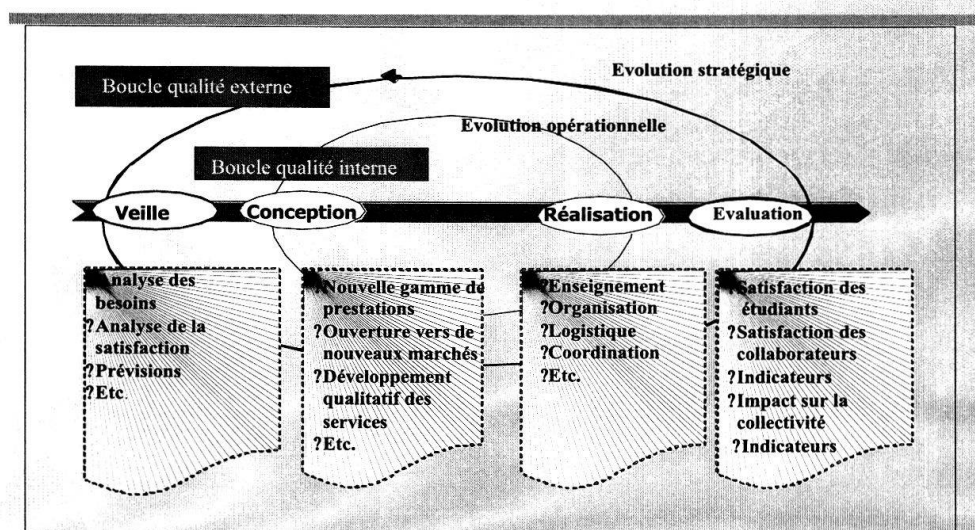 Evolution stratégique
Boucle qualité externe
Evolution opérationnelle
Boucle qualité interne
Veille
Conception
Réalisation
Evaluation
Analyse des
besoins
?Analyse de la
satisfaction
?Prévisions
?Etc.
?Nouvelle gamme de
prestations
?Ouverture vers de
nouveaux marchés
?Développement
qualitatif des
services
?Etc.
?Enseignement
?Organisation
?Logistique
?Coordination
?Etc.
?Satisfaction des
étudiants
?Satisfaction des
collaborateurs
?Indicateurs
?Impact sur la
collectivité
?Indicateurs